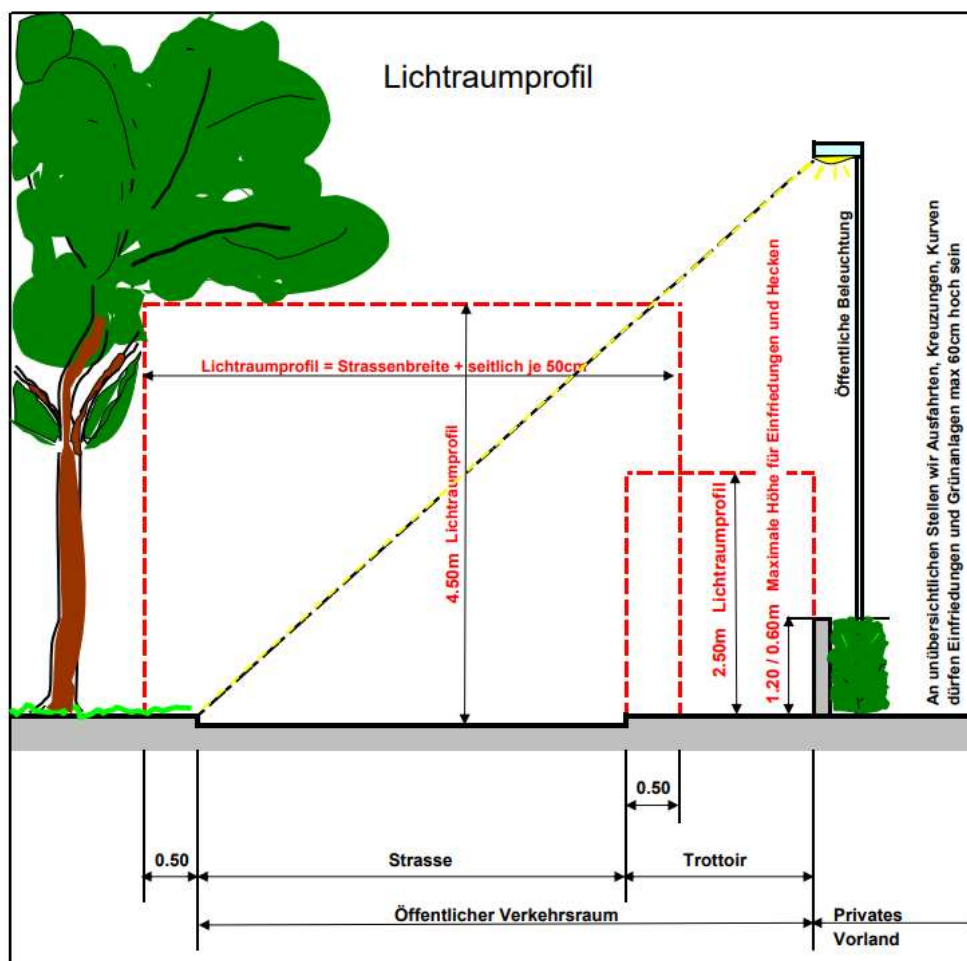 Lichtraumprofil
Lichtraumprofil = Strassenbreite + seitlich je 50cm
4.50m Lichtraumprofil
2.50m Lichtraumprofil
1.20 / 0.60m Maximale Höhe für Einfriedungen und Hecken
Öffentliche Beleuchtung
An unübersichtlichen Stellen wir Ausfahrten, Kreuzungen, Kurven
dürfen Einfriedungen und Grünanlagen max 60cm hoch sein
0.50
0.50
Strasse
Trottoir
Öffentlicher Verkehrsraum
Privates
Vorland